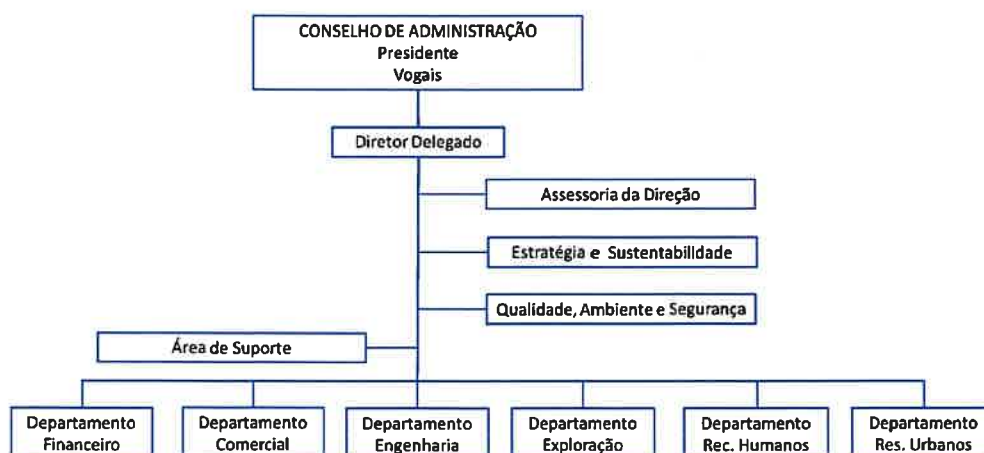 CONSELHO DE ADMINISTRAÇÃO
Presidente
Vogais
Diretor Delegado
Assessoria da Direção
Estratégia e Sustentabilidade
Qualidade, Ambiente e Segurança
Área de Suporte
Departamento
Financeiro
Departamento
Comercial
Departamento
Engenharia
Departamento
Exploração
Departamento
Rec. Humanos
Departamento
Res. Urbanos